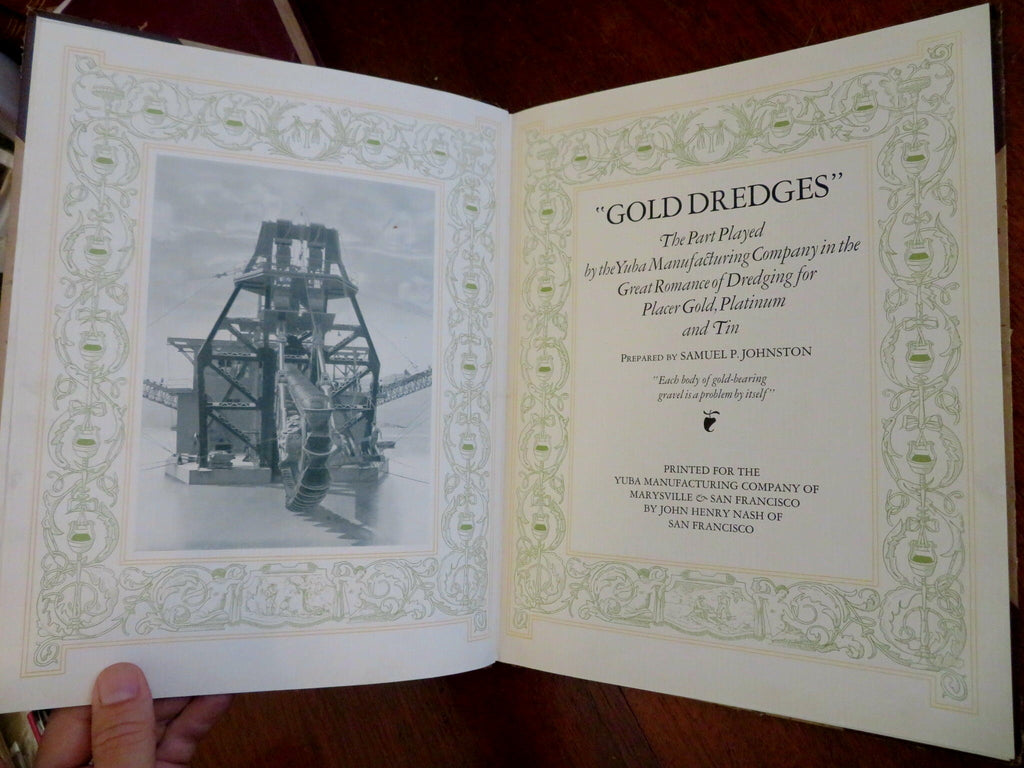 "GOLD DREDGES"
The Part Played
by the Yuba Manufacturing Company in the
Great Romance of Dredging for
Placer Gold, Platinum
and Tin
PREPARED BY SAMUEL P. JOHNSTON
"Each body of gold-bearing
gravel is a problem by itself"
PRINTED FOR THE
YUBA MANUFACTURING COMPANY OF
MARYSVILLE & SAN FRANCISCO
BY JOHN HENRY NASH OF
SAN FRANCISCO